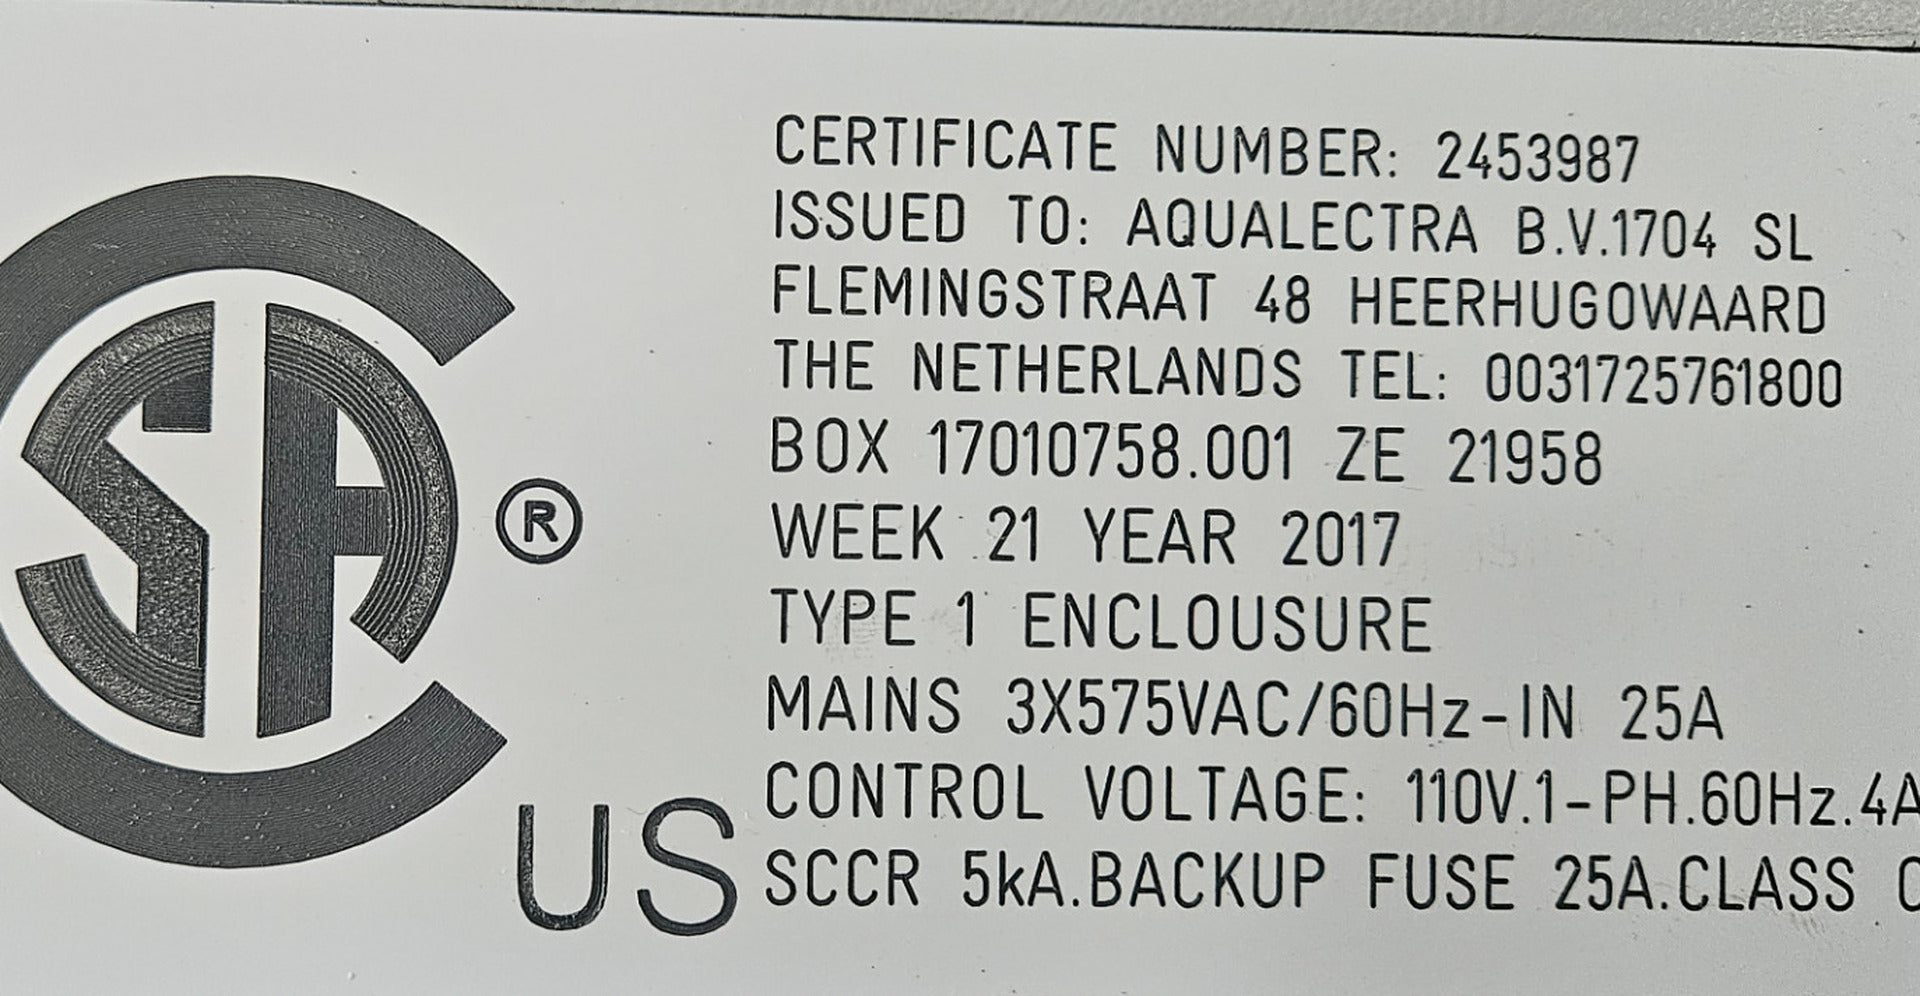 CERTIFICATE NUMBER: 2453987
ISSUED TO: AQUALECTRA B.V.1704 SL
FLEMINGSTRAAT 48 HEERHUGOWAARD
THE NETHERLANDS TEL: 0031725761800
BOX 17010758.001 ZE 21958
WEEK 21 YEAR 2017
TYPE 1 ENCLOUSURE
MAINS 3X575VAC/60Hz-IN 25A
CONTROL VOLTAGE: 110V.1-PH.60Hz.4A
SCCR 5kA.BACKUP FUSE 25A.CLASS
CSA ®
US